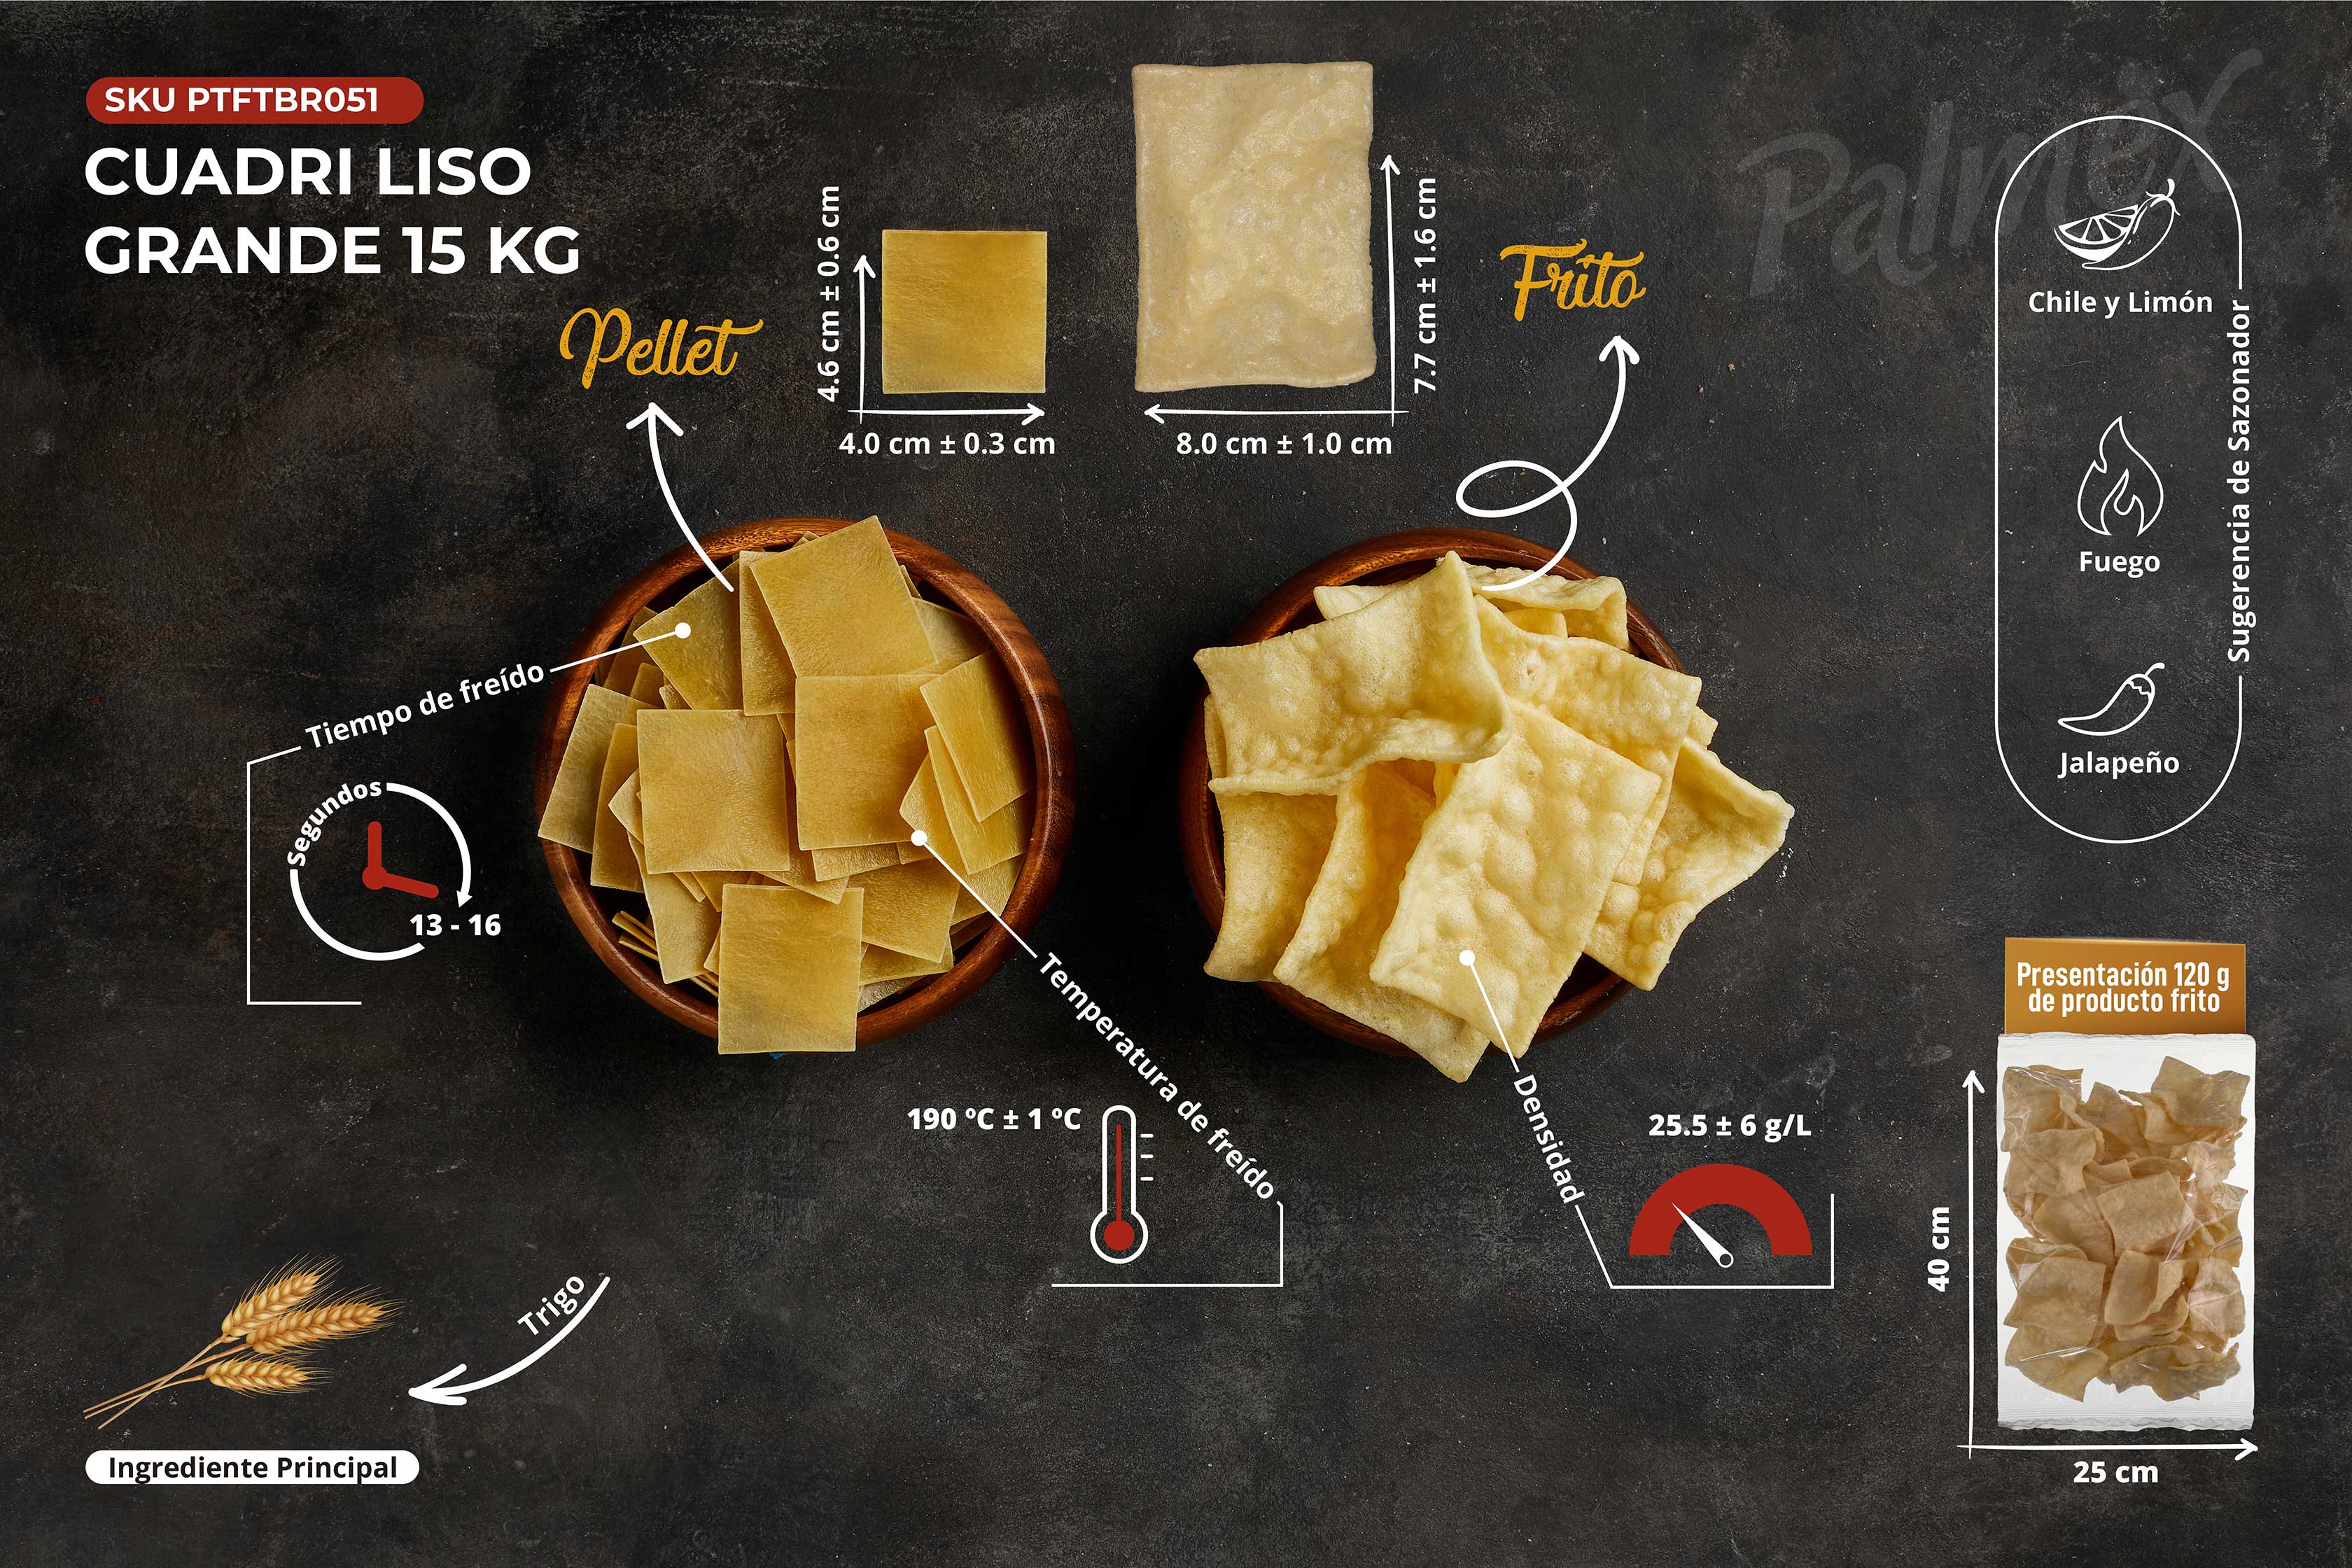 SKU PTFTBR051
CUADRI LISO
GRANDE 15 KG
Palmex
Pellet
4.6 cm ± 0.6 cm
4.0 cm ± 0.3 cm
7.7 cm ± 1.6 cm
8.0 cm ± 1.0 cm
Frito
Chile y Limón
Fuego
Jalapeño
Sugerencia de Sazonador
Tiempo de freído
Segundos
13 - 16
Temperatura de freído
190 °C ± 1 °C
Densidad
25.5 ± 6 g/L
Presentación 120 g
de producto frito
40 cm
25 cm
Trigo
Ingrediente Principal